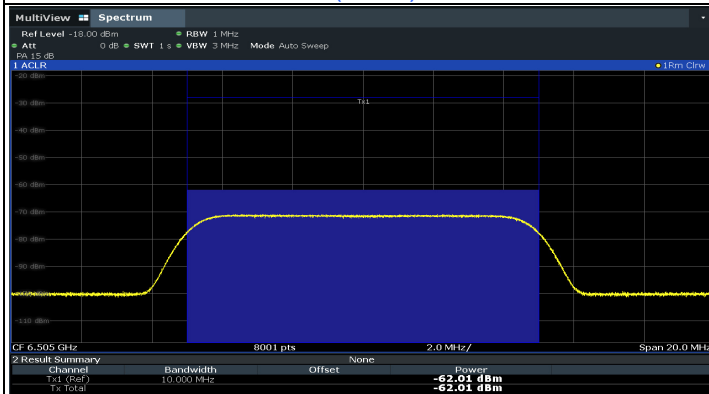 MultiView Spectrum
Ref Level -18.00 dBm RBW 1 MHz
Att 0 dB SWT 1 s VBW 3 MHz Mode Auto Sweep
PA 15 dB
1 ACLR 1Rm Clrw
-20 dBm
-30 dBm
Tx1
-40 dBm
-50 dBm
-60 dBm
-70 dBm
-80 dBm
-90 dBm
-110 dBm
CF 6.505 GHz 8001 pts 2.0 MHz/ Span 20.0 MHz
2 Result Summary None
Channel Bandwidth Offset Power
Tx1 (Ref) 10.000 MHz -62.01 dBm
Tx Total -62.01 dBm